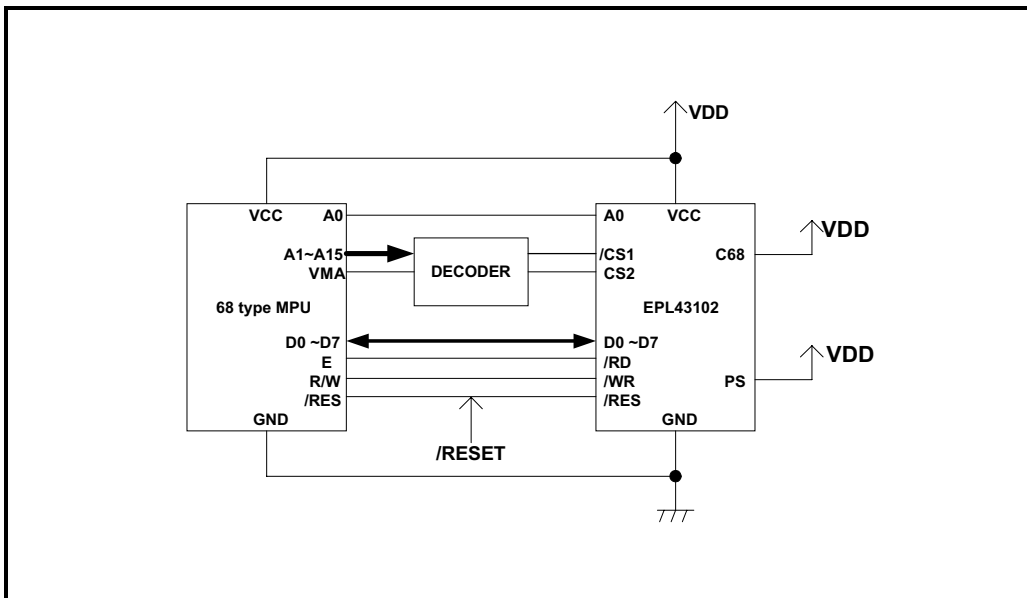 VDD
VCC A0
A0 VCC
A1~A15
VMA
DECODER
/CS1
CS2
C68
VDD
68 type MPU
EPL43102
D0 ~D7
E
R/W
/RES
D0 ~D7
/RD
/WR
/RES
PS
VDD
GND
/RESET
GND